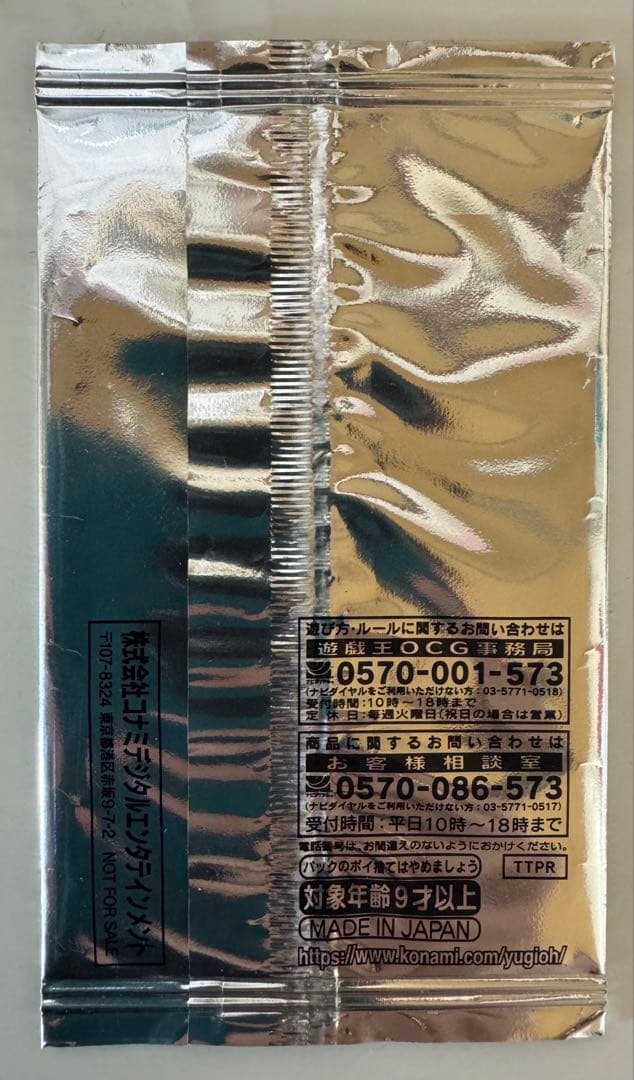 遊び方・ルールに関するお問い合わせは
遊戯王OCG事務局
0570-001-573
(ナビダイヤルをご利用いただけない方：03-5771-0518)
受付時間：10時～18時まで
定休日：毎週火曜日(祝日の場合は営業)
商品に関するお問い合わせは
お客様相談室
0570-086-573
(ナビダイヤルをご利用いただけない方：03-5771-0517)
受付時間：平日10時～18時まで
電話番号は、お間違えのないようにおかけください。
パックのポイ捨てはやめましょう
TTPR
対象年齢9才以上
MADE IN JAPAN
https://www.konami.com/yugioh/
株式会社コナミデジタルエンタテインメント
〒107-8324 東京都港区赤坂9-7-2 NOT FOR SALE